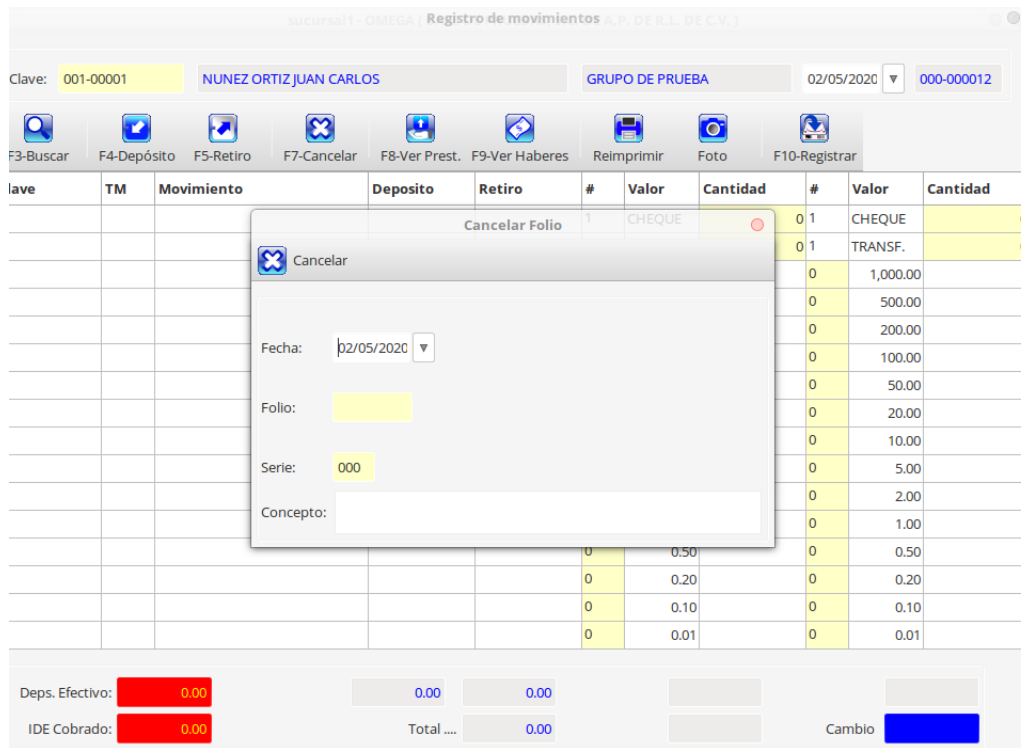 sucursal1 - OMEGA [ Registro de movimientos A.P. DE R.L. DE C.V. ]
Clave: 001-00001 NUNEZ ORTIZ JUAN CARLOS GRUPO DE PRUEBA 02/05/2020 000-000012
F3-Buscar F4-Depósito F5-Retiro F7-Cancelar F8-Ver Prest. F9-Ver Haberes Reimprimir Foto F10-Registrar
lave TM Movimiento Deposito Retiro # Valor Cantidad # Valor Cantidad
Cancelar Folio 1 CHEQUE 0 1 CHEQUE
Cancelar 0 1 TRANSF.
0 1,000.00
0 500.00
0 200.00
Fecha: 02/05/2020
0 100.00
0 50.00
Folio:
0 20.00
0 10.00
Serie: 000
0 5.00
0 2.00
Concepto:
0 1.00
0 0.50 0 0.50
0 0.20 0 0.20
0 0.10 0 0.10
0 0.01 0 0.01
Deps. Efectivo: 0.00 0.00 0.00
IDE Cobrado: 0.00 Total .... 0.00 Cambio